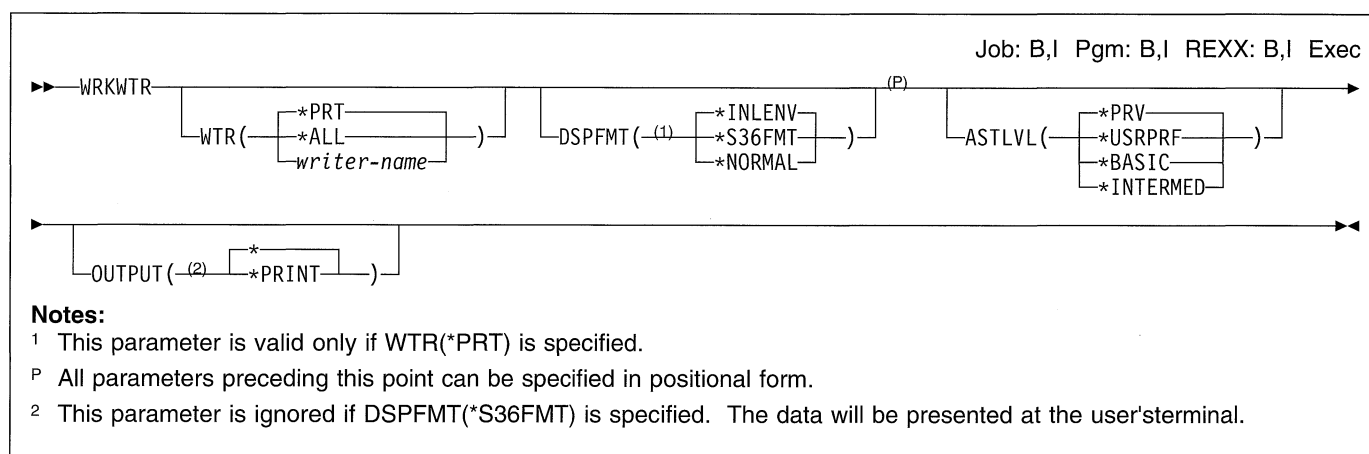 Job: B,I Pgm: B,I REXX: B,I Exec
WRKWTR
WTR(
*PRT
*ALL
writer-name
)
DSPFMT(
(1)
*INLENV
*S36FMT
*NORMAL
)
(P)
ASTLVL(
*PRV
*USRPRF
*BASIC
*INTERMED
)
OUTPUT(
(2)
*
*PRINT
)
Notes:
1 This parameter is valid only if WTR(*PRT) is specified.
P All parameters preceding this point can be specified in positional form.
2 This parameter is ignored if DSPFMT(*S36FMT) is specified. The data will be presented at the user'sterminal.